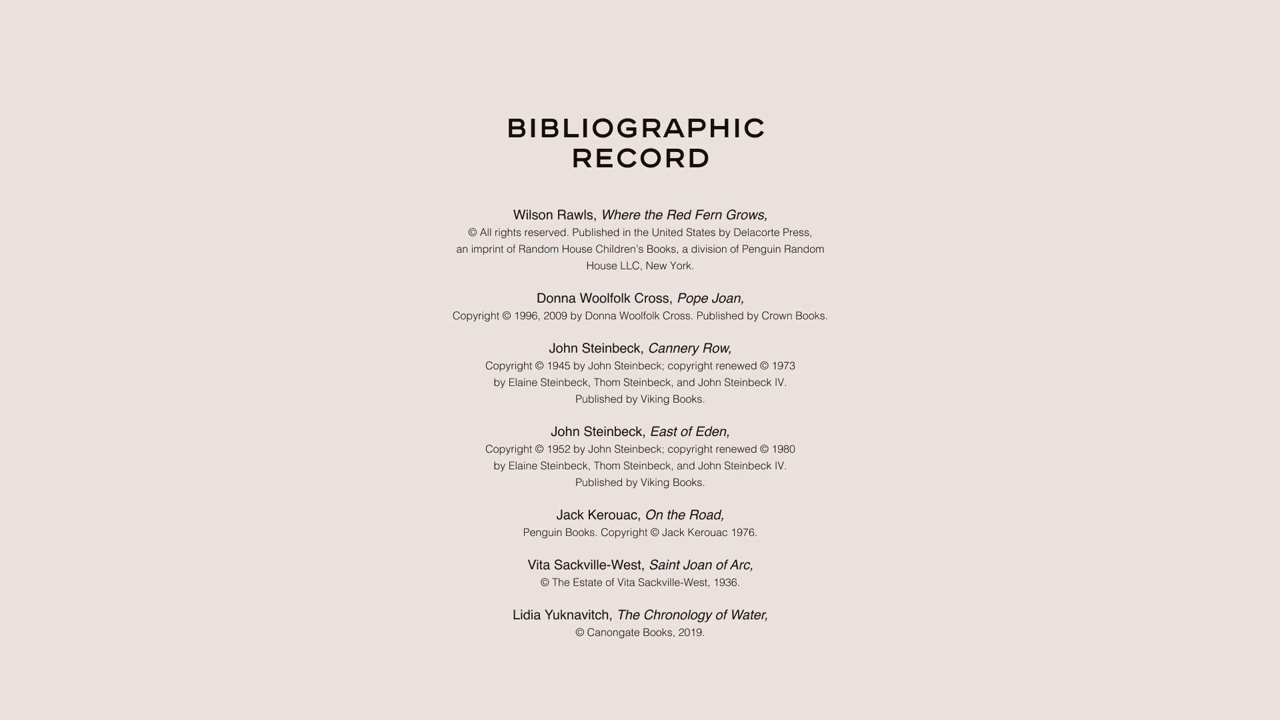 BIBLIOGRAPHIC
RECORD
Wilson Rawls, Where the Red Fern Grows,
© All rights reserved. Published in the United States by Delacorte Press,
an imprint of Random House Children's Books, a division of Penguin Random
House LLC, New York.
Donna Woolfolk Cross, Pope Joan,
Copyright © 1996, 2009 by Donna Woolfolk Cross. Published by Crown Books.
John Steinbeck, Cannery Row,
Copyright © 1945 by John Steinbeck; copyright renewed © 1973
by Elaine Steinbeck, Thom Steinbeck, and John Steinbeck IV.
Published by Viking Books.
John Steinbeck, East of Eden,
Copyright © 1952 by John Steinbeck; copyright renewed © 1980
by Elaine Steinbeck, Thom Steinbeck, and John Steinbeck IV.
Published by Viking Books.
Jack Kerouac, On the Road,
Penguin Books. Copyright © Jack Kerouac 1976.
Vita Sackville-West, Saint Joan of Arc,
© The Estate of Vita Sackville-West, 1936.
Lidia Yuknavitch, The Chronology of Water,
© Canongate Books, 2019.